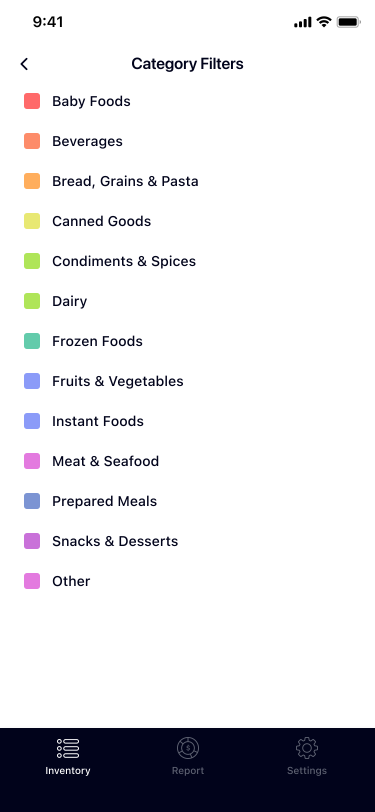 9:41
Category Filters
Baby Foods
Beverages
Bread, Grains & Pasta
Canned Goods
Condiments & Spices
Dairy
Frozen Foods
Fruits & Vegetables
Instant Foods
Meat & Seafood
Prepared Meals
Snacks & Desserts
Other
Inventory
Report
Settings